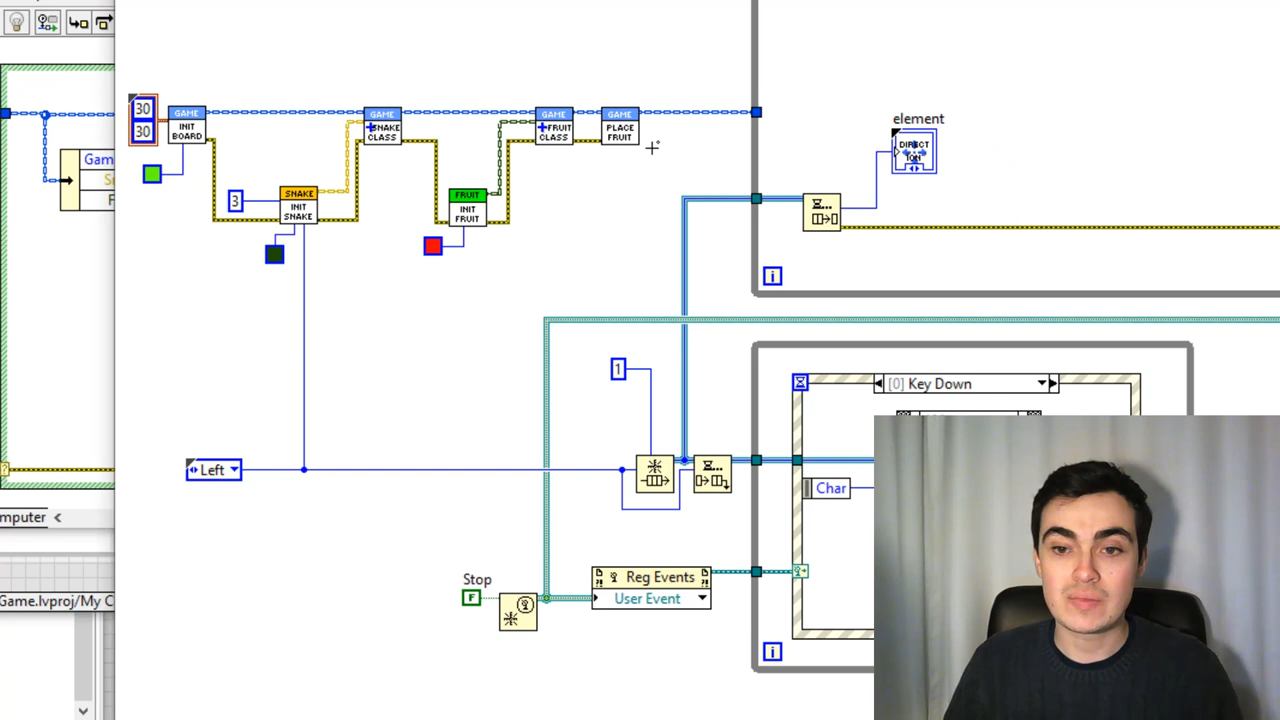 30
30
GAME
INIT
BOARD
GAME
SNAKE
CLASS
GAME
FRUIT
CLASS
GAME
PLACE
FRUIT
element
DIRECT
ION
Gam
3
SNAKE
INIT
SNAKE
FRUIT
INIT
FRUIT
i
1
[0] Key Down
Left
Char
mputer
Stop
F
Reg Events
User Event
Game.lvproj/My C
i